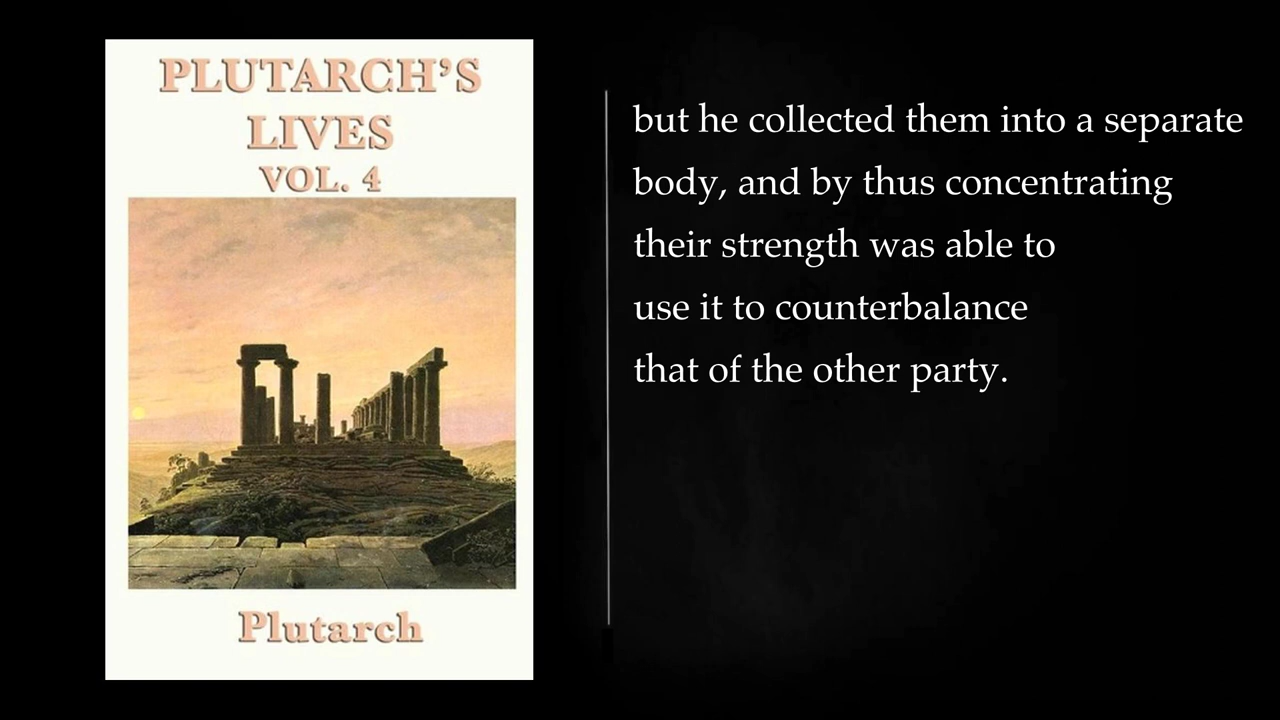 PLUTARCH'S
LIVES
VOL. 4
Plutarch
but he collected them into a separate
body, and by thus concentrating
their strength was able to
use it to counterbalance
that of the other party.